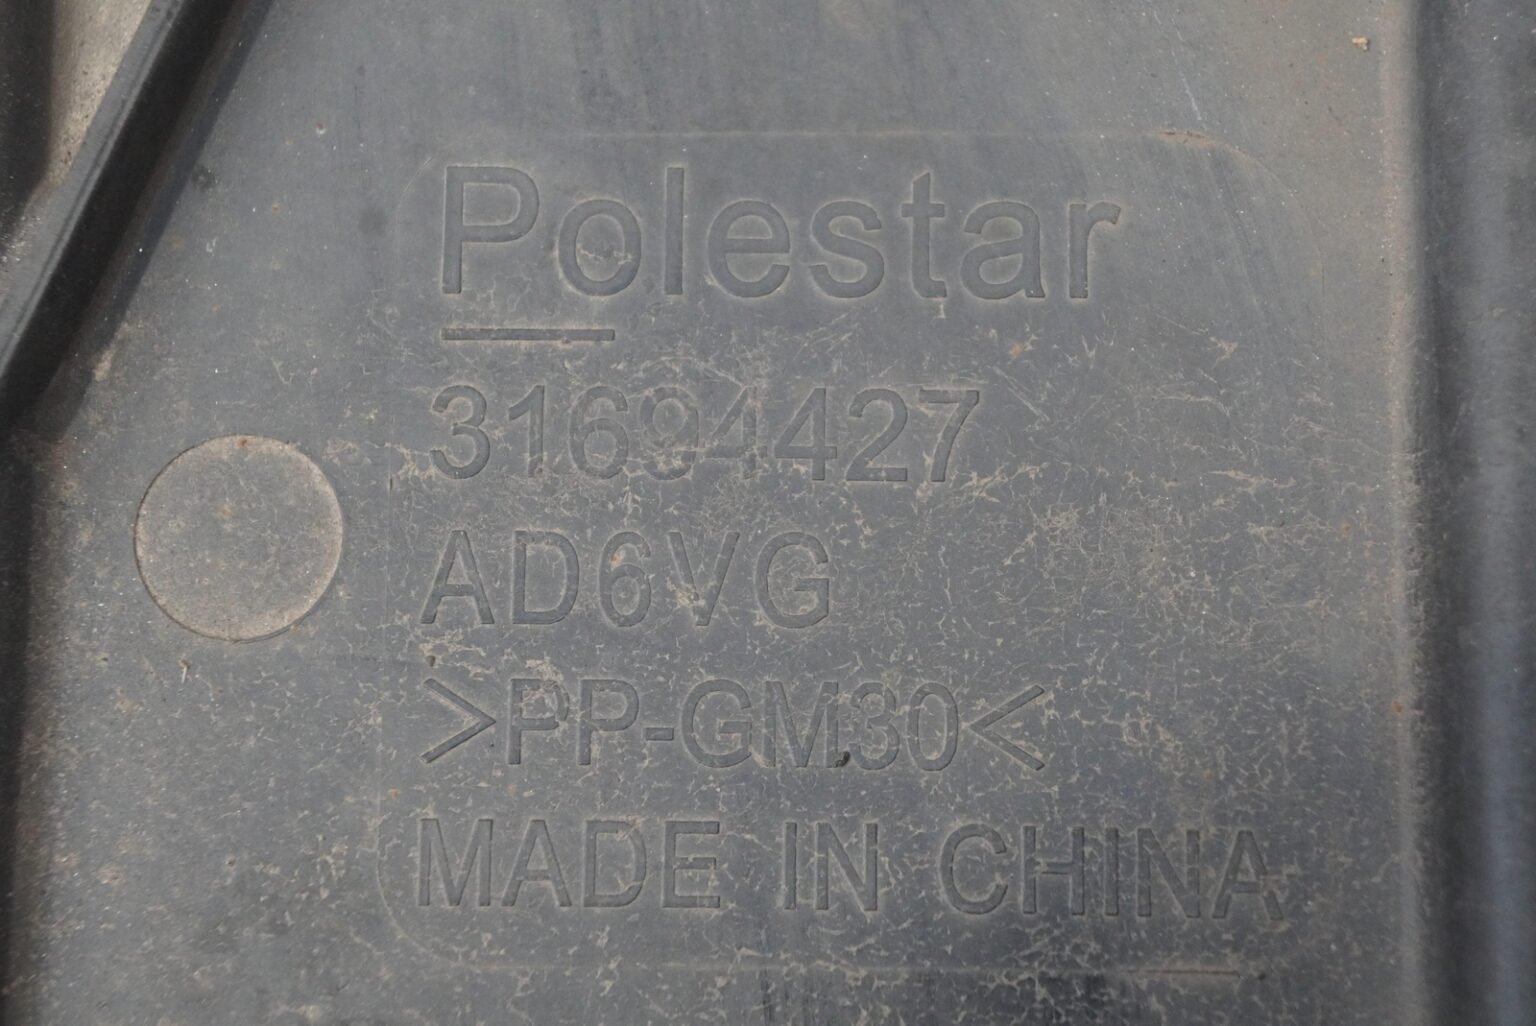 Polestar
31694427
AD6VG
>PP-GM30<
MADE IN CHINA